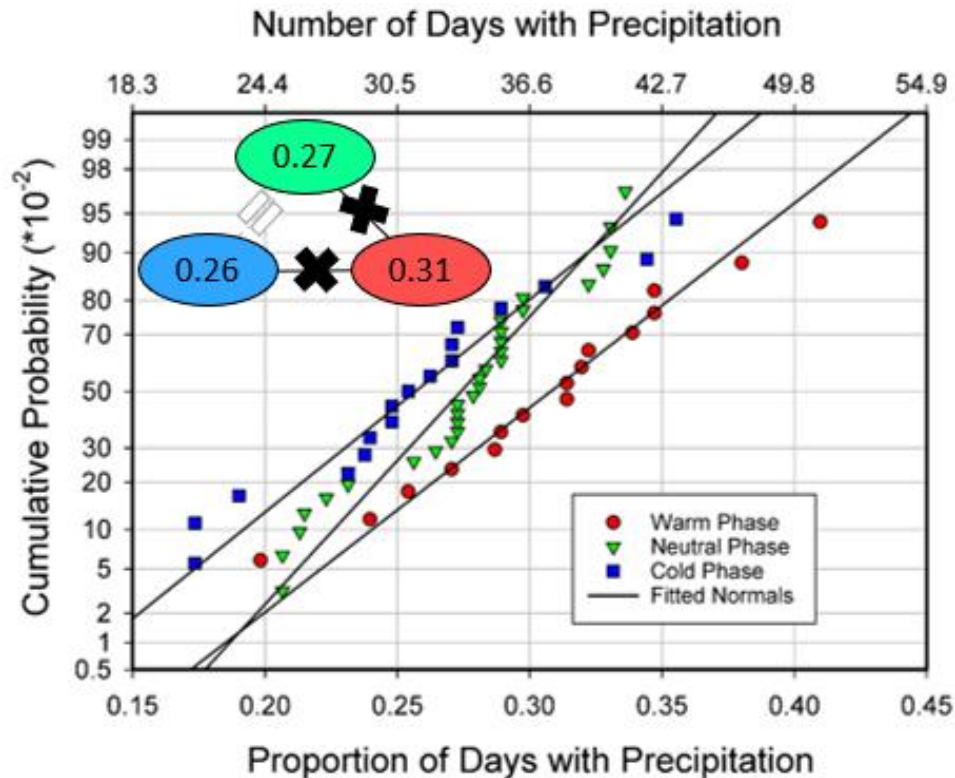 Number of Days with Precipitation
18.3 24.4 30.5 36.6 42.7 49.8 54.9
Cumulative Probability (*10-2)
99
98
95
90
80
70
50
30
20
10
5
2
1
0.5
0.27
0.26
0.31
Warm Phase
Neutral Phase
Cold Phase
Fitted Normals
0.15 0.20 0.25 0.30 0.35 0.40 0.45
Proportion of Days with Precipitation